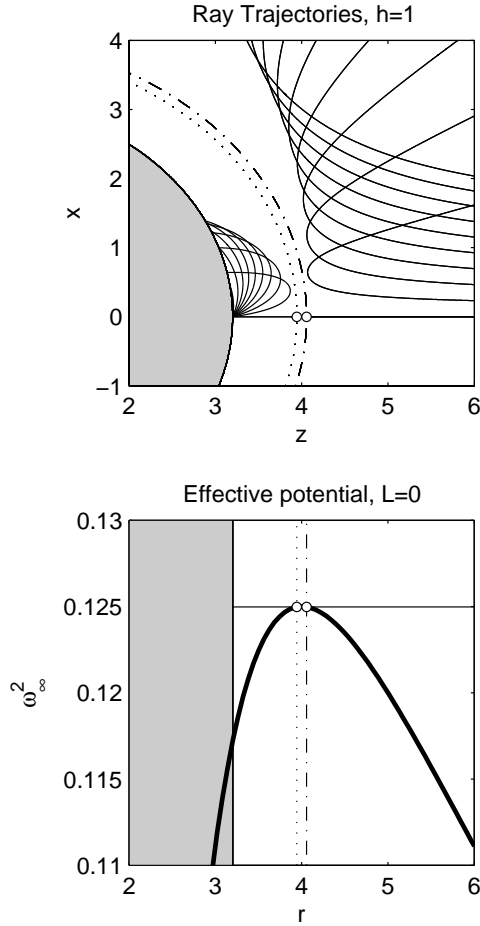 Ray Trajectories, h=1
4
3
2
1
0
−1
x
2 3 4 5 6
z
Effective potential, L=0
0.13
0.125
0.12
0.115
0.11
ω∞²
2 3 4 5 6
r